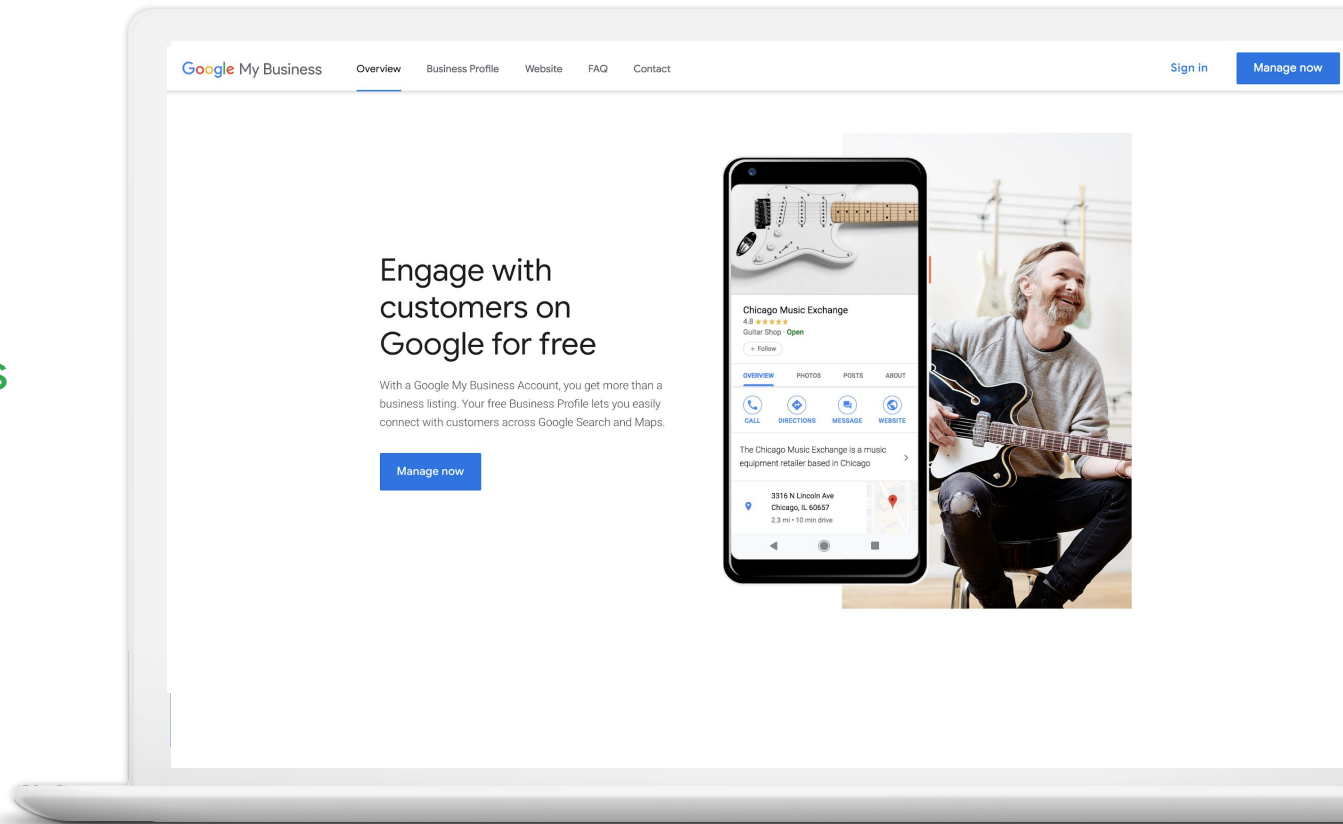 Google My Business
Overview
Business Profile
Website
FAQ
Contact
Sign in
Manage now
Engage with
customers on
Google for free
With a Google My Business Account, you get more than a
business listing. Your free Business Profile lets you easily
connect with customers across Google Search and Maps.
Manage now
Chicago Music Exchange
4.8
Guitar Shop · Open
+ Follow
OVERVIEW
PHOTOS
POSTS
ABOUT
CALL
DIRECTIONS
MESSAGE
WEBSITE
The Chicago Music Exchange is a music
equipment retailer based in Chicago
3316 N Lincoln Ave
Chicago, IL 60657
2.3 mi • 10 min drive